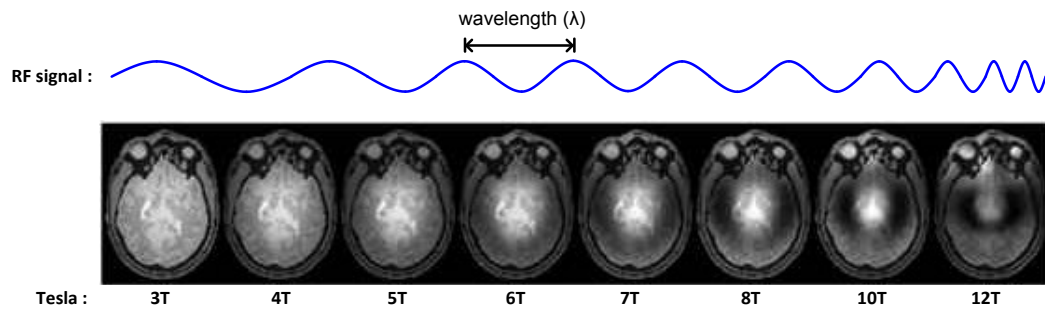 wavelength (λ)
RF signal :
Tesla : 3T 4T 5T 6T 7T 8T 10T 12T